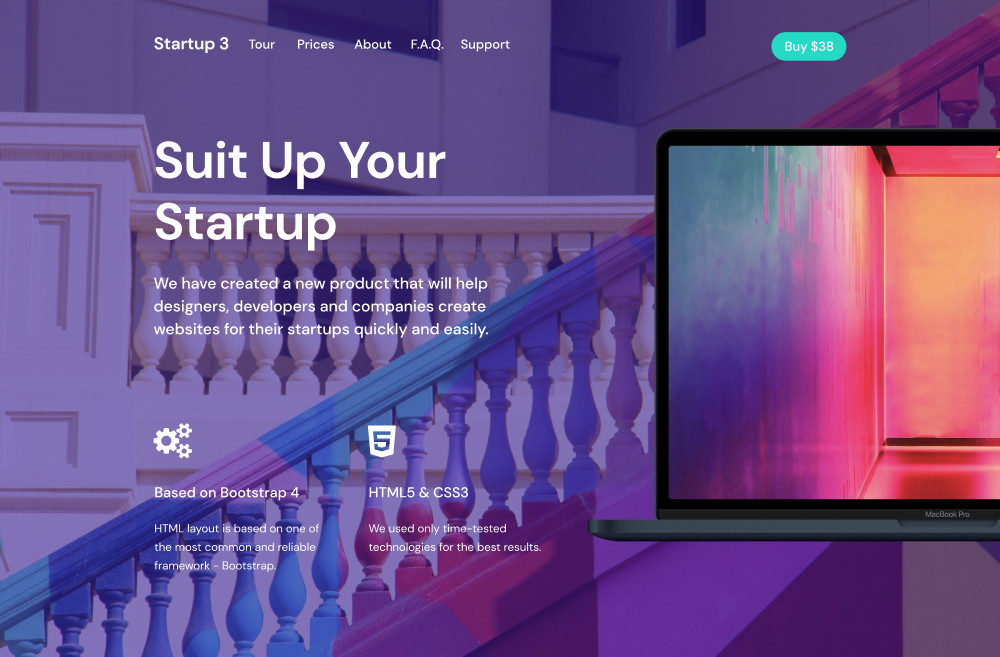 Startup 3 Tour Prices About F.A.Q. Support Buy $38
Suit Up Your
Startup
We have created a new product that will help
designers, developers and companies create
websites for their startups quickly and easily.
Based on Bootstrap 4
HTML layout is based on one of
the most common and reliable
framework - Bootstrap.
HTML5 & CSS3
We used only time-tested
technologies for the best results.
MacBook Pro